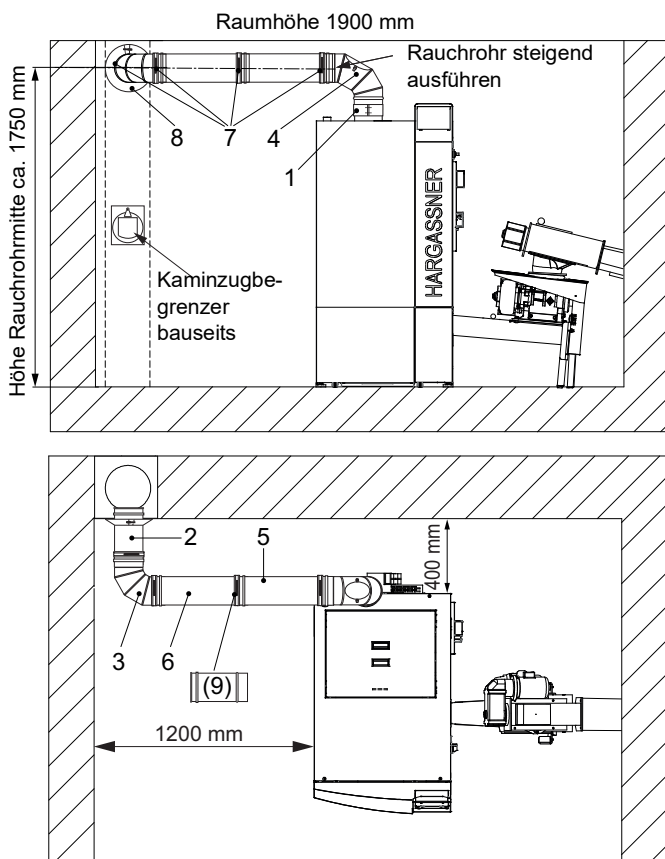 Raumhöhe 1900 mm
Rauchrohr steigend
ausführen
Höhe Rauchrohrmitte ca. 1750 mm
8
7
4
1
HARGASSNER
Kaminzugbe-
grenzer
bauseits
2
5
400 mm
3
6
(9)
1200 mm